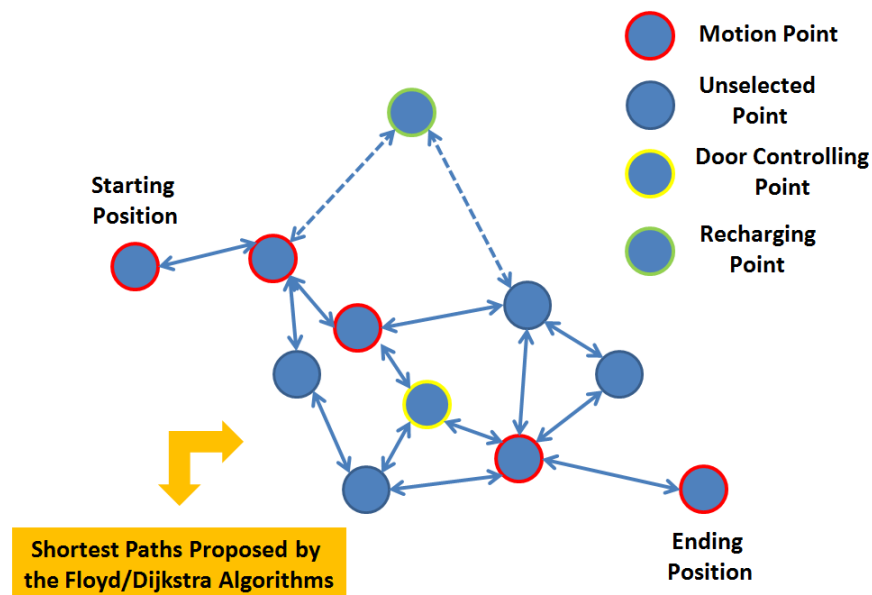 Motion Point
Unselected
Point
Door Controlling
Point
Recharging
Point
Starting
Position
Shortest Paths Proposed by
the Floyd/Dijkstra Algorithms
Ending
Position